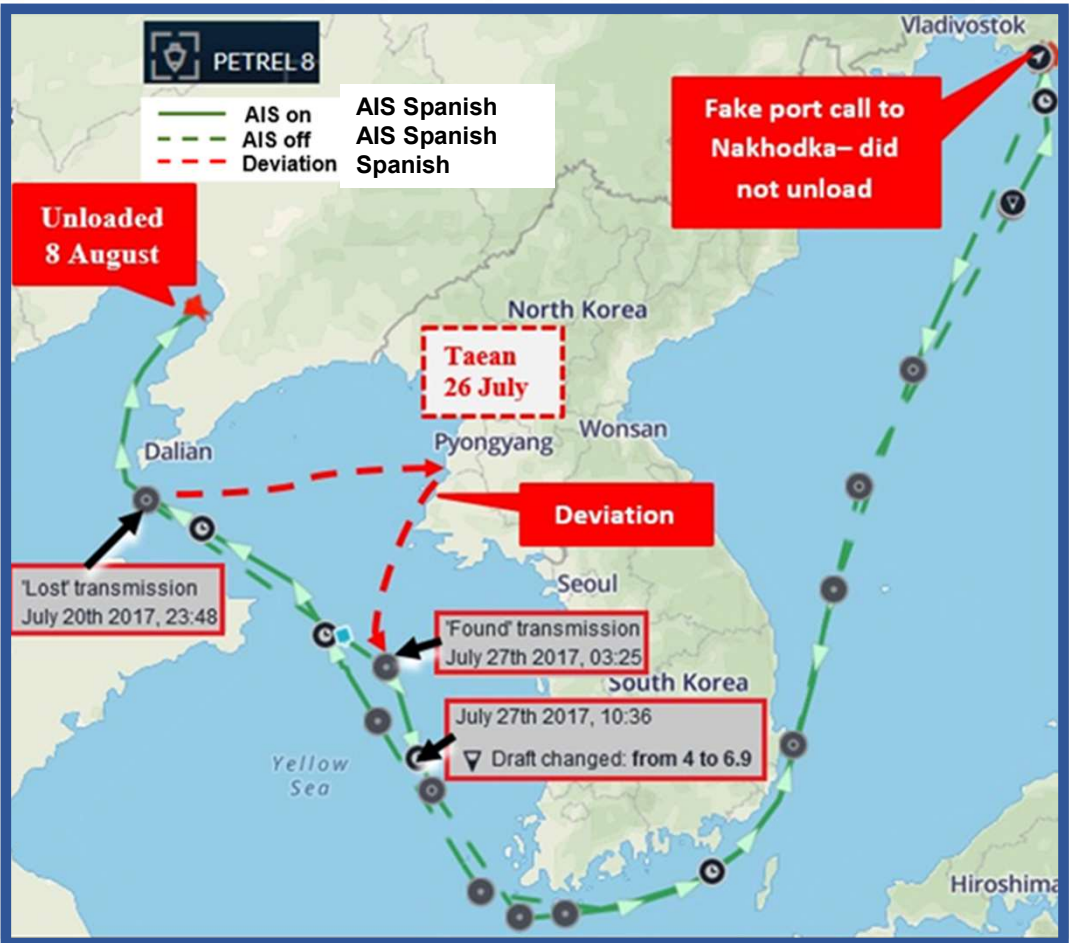 Vladivostok
PETREL 8
AIS on
AIS off
Deviation
AIS Spanish
AIS Spanish
Spanish
Fake port call to
Nakhodka– did
not unload
Unloaded
8 August
North Korea
Taean
26 July
Wonsan
Pyongyang
Dalian
Deviation
'Lost' transmission
July 20th 2017, 23:48
Seoul
'Found' transmission
July 27th 2017, 03:25
South Korea
July 27th 2017, 10:36
Draft changed: from 4 to 6.9
Yellow
Sea
Hiroshima